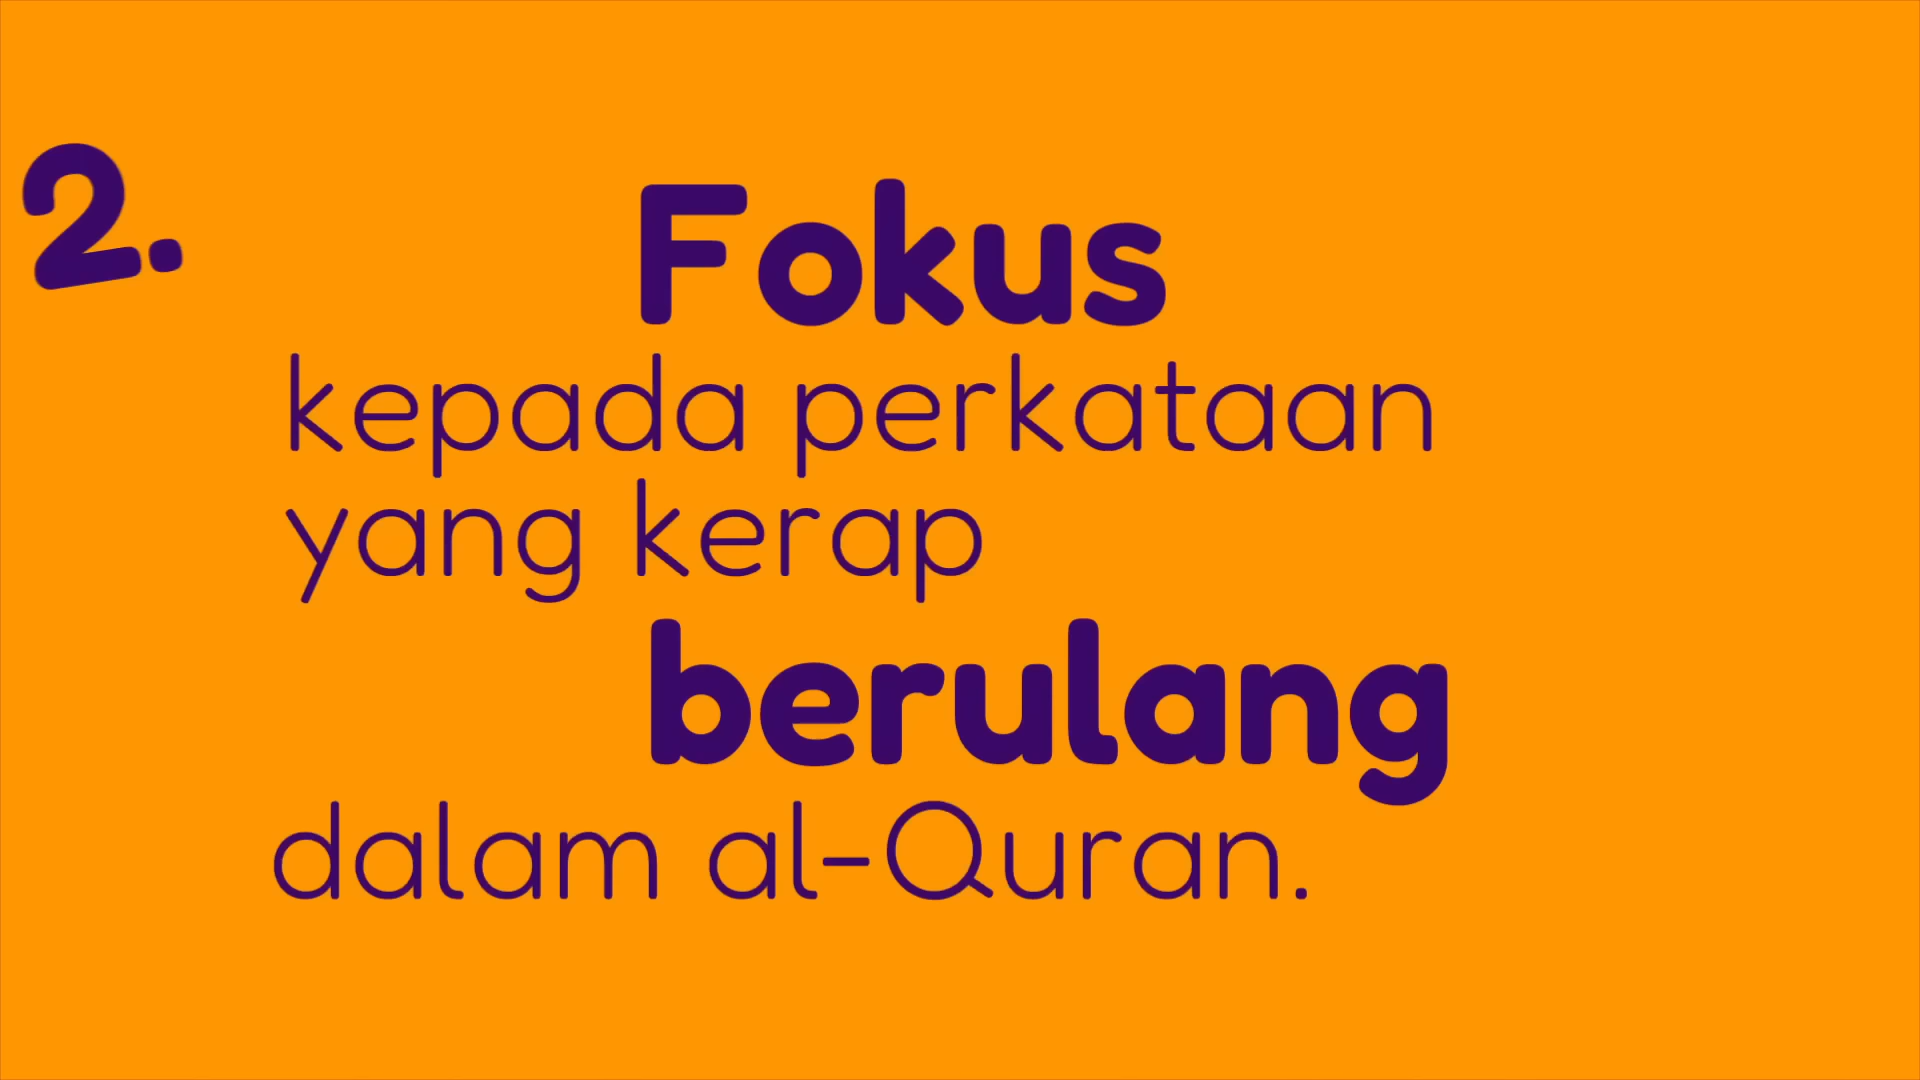 2.
Fokus
kepada perkataan
yang kerap
berulang
dalam al-Quran.